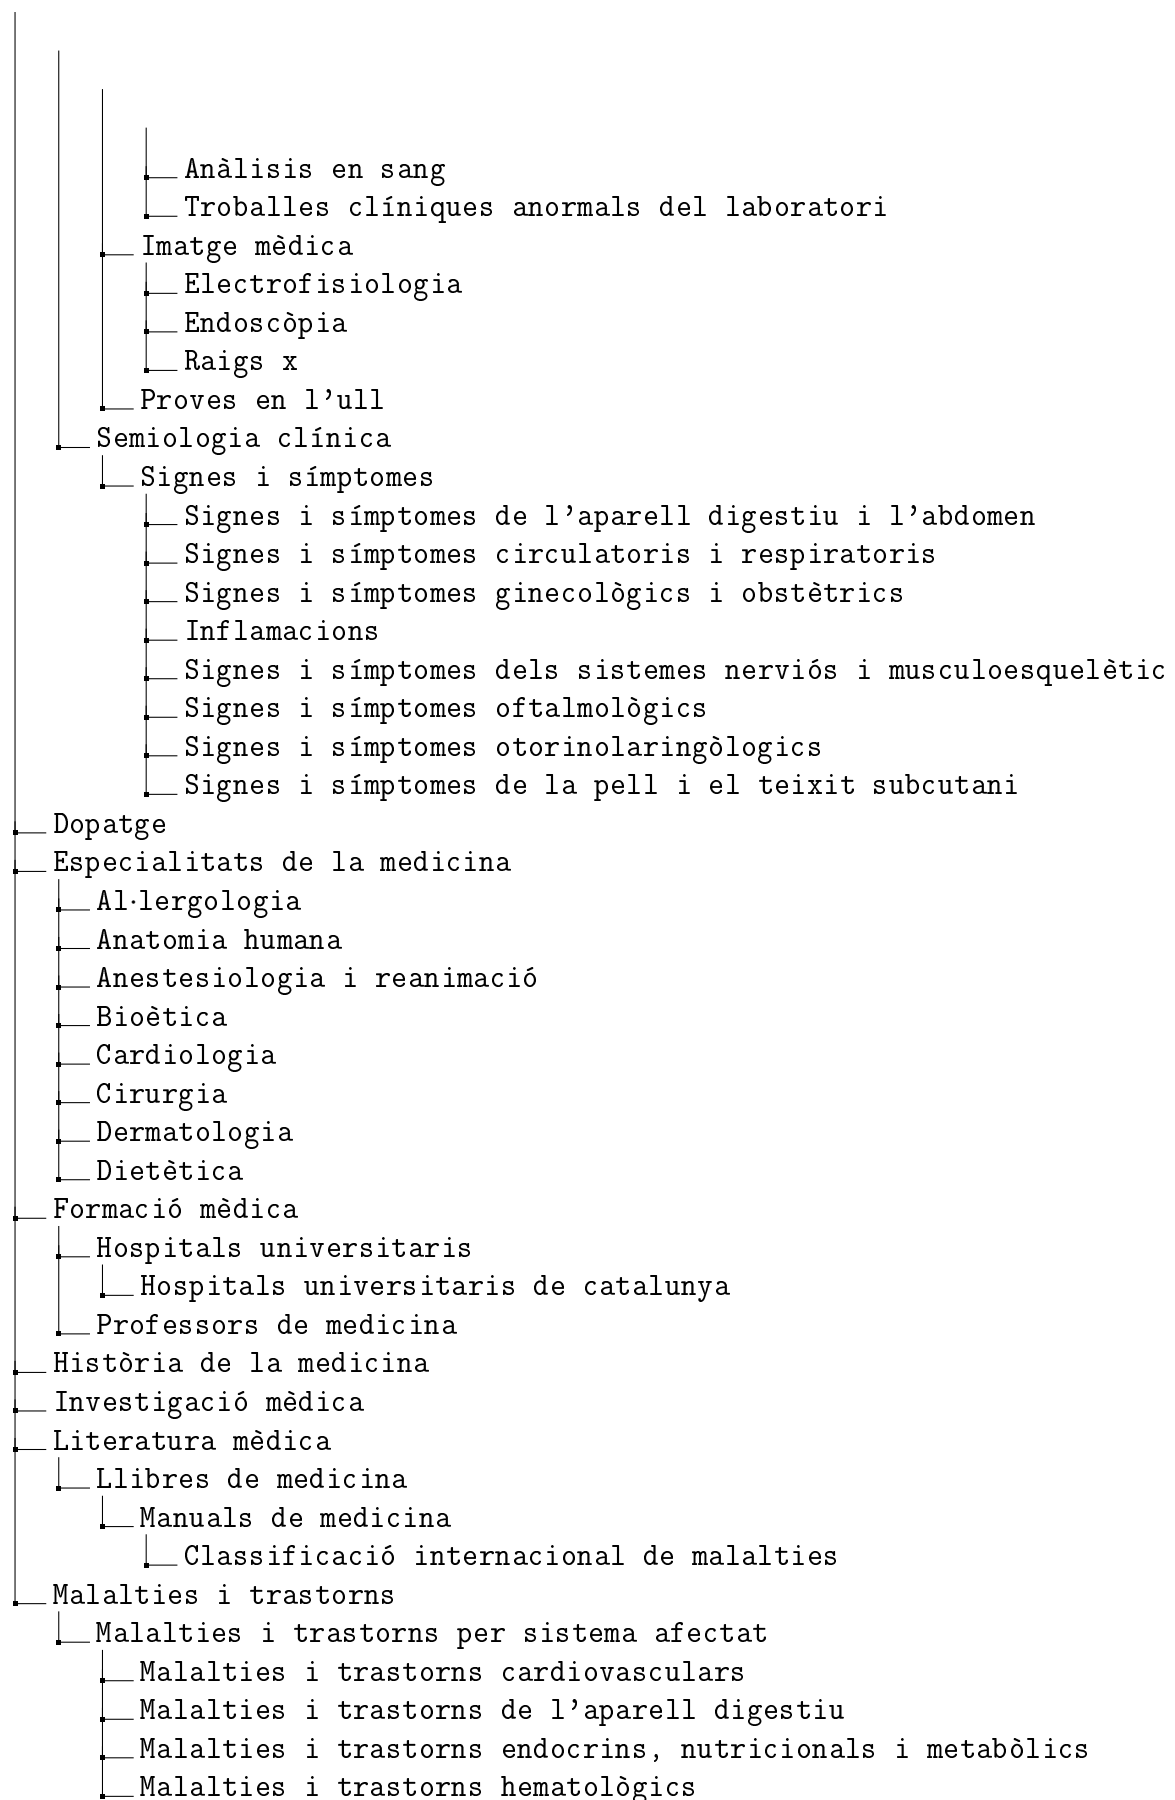 Anàlisis en sang
Troballes clíniques anormals del laboratori
Imatge mèdica
Electrofisiologia
Endoscòpia
Raigs x
Proves en l'ull
Semiologia clínica
Signes i símptomes
Signes i símptomes de l'aparell digestiu i l'abdomen
Signes i símptomes circulatoris i respiratoris
Signes i símptomes ginecològics i obstètrics
Inflamacions
Signes i símptomes dels sistemes nerviós i musculoesquelètic
Signes i símptomes oftalmològics
Signes i símptomes otorinolaringòlogics
Signes i símptomes de la pell i el teixit subcutani
Dopatge
Especialitats de la medicina
Al·lergologia
Anatomia humana
Anestesiologia i reanimació
Bioètica
Cardiologia
Cirurgia
Dermatologia
Dietètica
Formació mèdica
Hospitals universitaris
Hospitals universitaris de catalunya
Professors de medicina
Història de la medicina
Investigació mèdica
Literatura mèdica
Llibres de medicina
Manuals de medicina
Classificació internacional de malalties
Malalties i trastorns
Malalties i trastorns per sistema afectat
Malalties i trastorns cardiovasculars
Malalties i trastorns de l'aparell digestiu
Malalties i trastorns endocrins, nutricionals i metabòlics
Malalties i trastorns hematològics